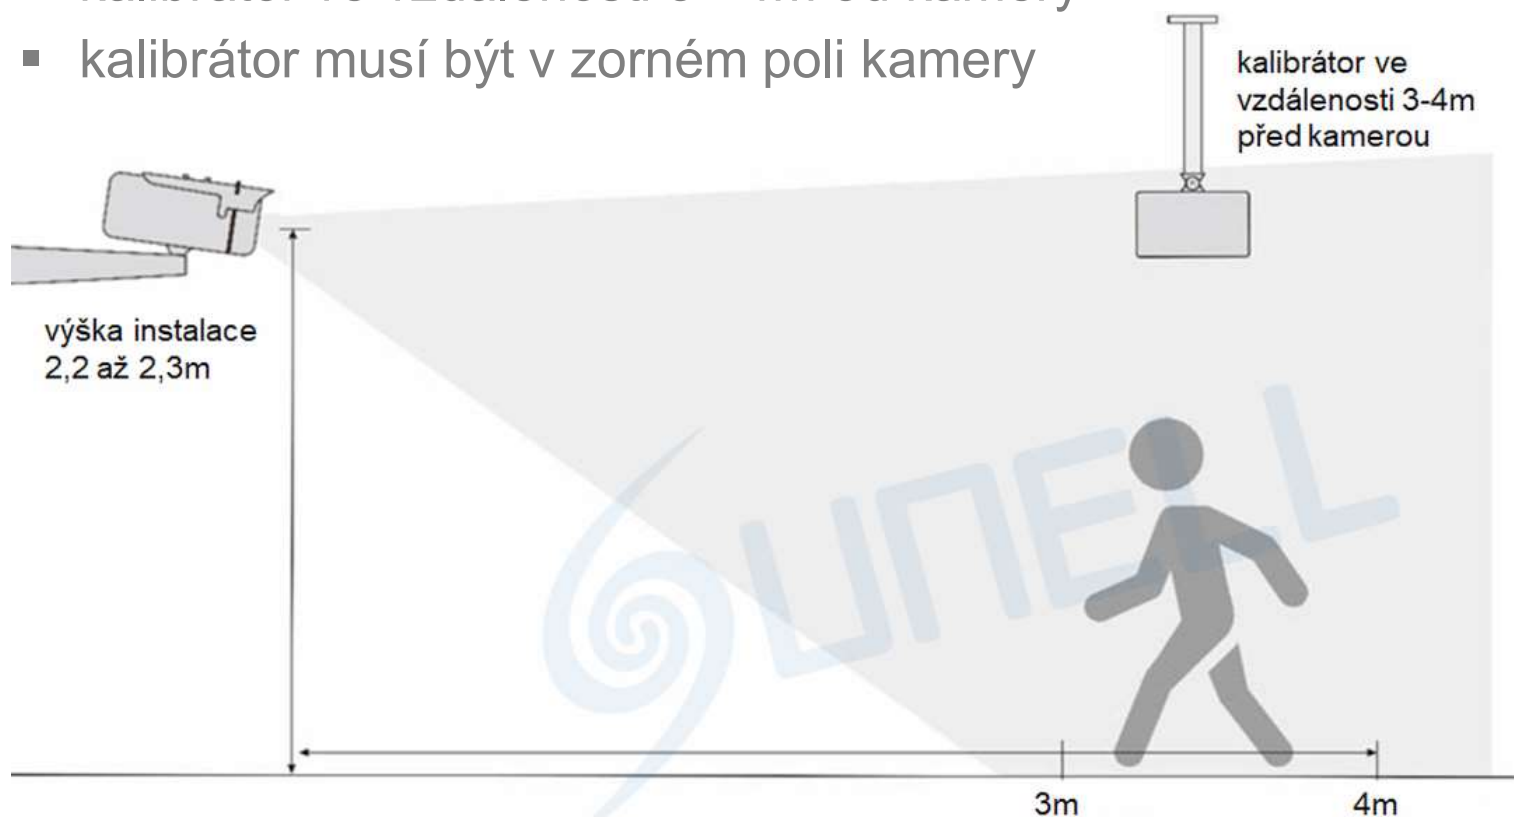 ▪ kalibrátor musí být v zorném poli kamery
kalibrátor ve
vzdálenosti 3-4m
před kamerou
výška instalace
2,2 až 2,3m
SUNELL
3m
4m